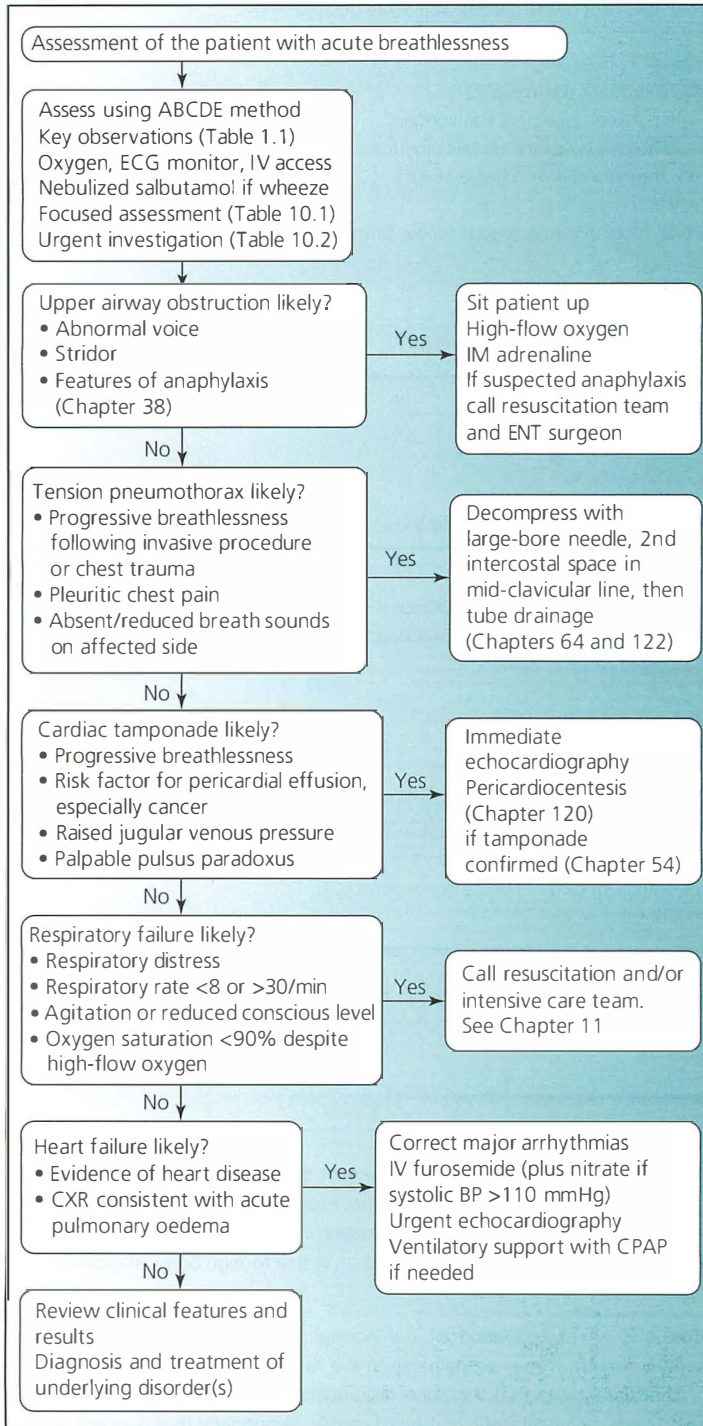 Assessment of the patient with acute breathlessness
Assess using ABCDE method
Key observations (Table 1.1)
Oxygen, ECG monitor, IV access
Nebulized salbutamol if wheeze
Focused assessment (Table 10.1)
Urgent investigation (Table 10.2)
Upper airway obstruction likely?
• Abnormal voice
• Stridor
• Features of anaphylaxis
(Chapter 38)
Yes
Sit patient up
High-flow oxygen
IM adrenaline
If suspected anaphylaxis
call resuscitation team
and ENT surgeon
No
Tension pneumothorax likely?
• Progressive breathlessness
following invasive procedure
or chest trauma
• Pleuritic chest pain
• Absent/reduced breath sounds
on affected side
Yes
Decompress with
large-bore needle, 2nd
intercostal space in
mid-clavicular line, then
tube drainage
(Chapters 64 and 122)
No
Cardiac tamponade likely?
• Progressive breathlessness
• Risk factor for pericardial effusion,
especially cancer
• Raised jugular venous pressure
• Palpable pulsus paradoxus
Yes
Immediate
echocardiography
Pericardiocentesis
(Chapter 120)
if tamponade
confirmed (Chapter 54)
No
Respiratory failure likely?
• Respiratory distress
• Respiratory rate <8 or >30/min
• Agitation or reduced conscious level
• Oxygen saturation <90% despite
high-flow oxygen
Yes
Call resuscitation and/or
intensive care team.
See Chapter 11
No
Heart failure likely?
• Evidence of heart disease
• CXR consistent with acute
pulmonary oedema
Yes
Correct major arrhythmias
IV furosemide (plus nitrate if
systolic BP >110 mmHg)
Urgent echocardiography
Ventilatory support with CPAP
if needed
No
Review clinical features and
results
Diagnosis and treatment of
underlying disorder(s)